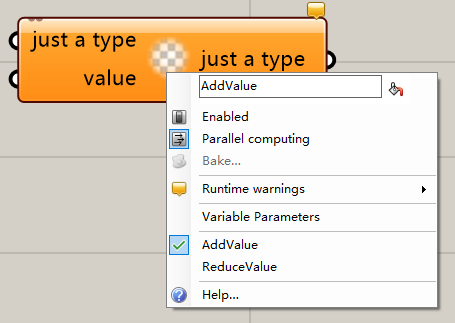 just a type
just a type
value
AddValue
Enabled
Parallel computing
Bake...
Runtime warnings
Variable Parameters
AddValue
ReduceValue
Help...